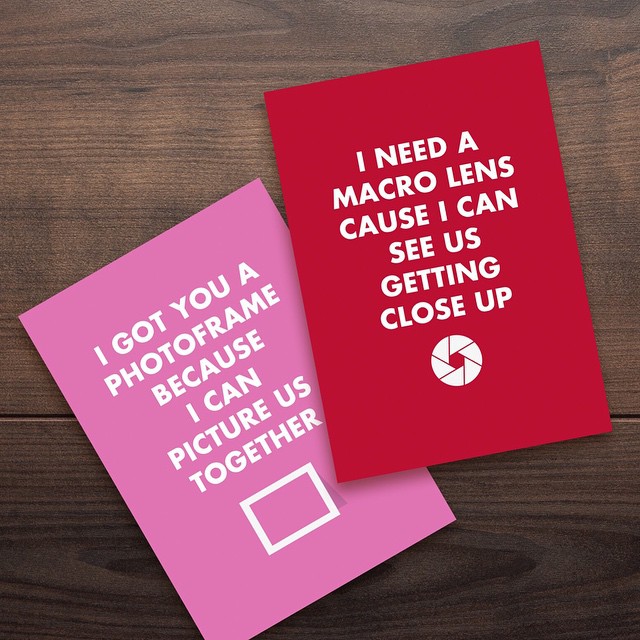 I NEED A
MACRO LENS
CAUSE I CAN
SEE US
GETTING
CLOSE UP
I GOT YOU A
PHOTOFRAME
BECAUSE
I CAN
PICTURE US
TOGETHER